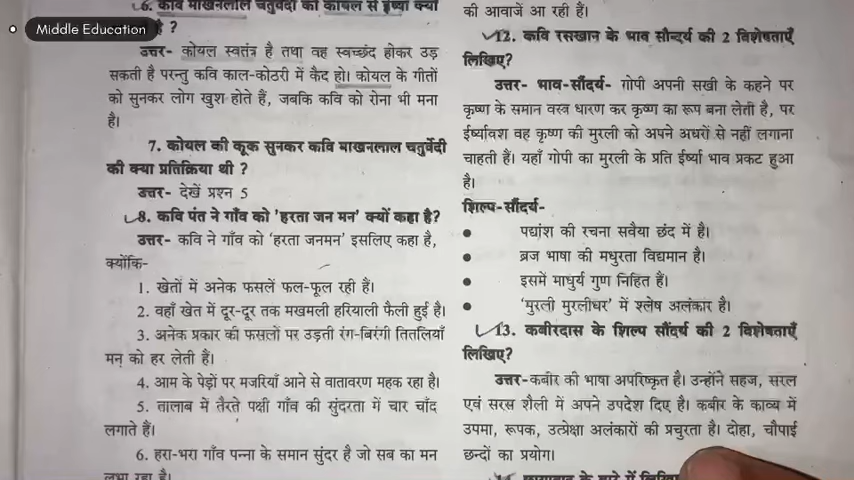 Middle Education
6. कवि माखनलाल चतुर्वेदी को कोयल से ईर्ष्या क्यों
है ?
उत्तर- कोयल स्वतंत्र है तथा वह स्वच्छंद होकर उड़
सकती है परन्तु कवि काल-कोठरी में कैद हो। कोयल के गीतों
को सुनकर लोग खुश होते हैं, जबकि कवि को रोना भी मना
है।
7. कोयल की कूक सुनकर कवि माखनलाल चतुर्वेदी
की क्या प्रतिक्रिया थी ?
उत्तर- देखें प्रश्न 5
8. कवि पंत ने गाँव को 'हरता जन मन' क्यों कहा है?
उत्तर- कवि ने गाँव को 'हरता जनमन' इसलिए कहा है,
क्योंकि-
1. खेतों में अनेक फसलें फल-फूल रही हैं।
2. वहाँ खेत में दूर-दूर तक मखमली हरियाली फैली हुई है।
3. अनेक प्रकार की फसलों पर उड़ती रंग-बिरंगी तितलियाँ
मन को हर लेती हैं।
4. आम के पेड़ों पर मजरियाँ आने से वातावरण महक रहा है।
5. तालाब में तैरते पक्षी गाँव की सुंदरता में चार चाँद
लगाते हैं।
6. हरा-भरा गाँव पन्ना के समान सुंदर है जो सब का मन
लुभा रहा है।
की आवाजें आ रही हैं।
12. कवि रसखान के भाव सौन्दर्य की 2 विशेषताएँ
लिखिए?
उत्तर- भाव-सौंदर्य- गोपी अपनी सखी के कहने पर
कृष्ण के समान वस्त्र धारण कर कृष्ण का रूप बना लेती है, पर
ईर्ष्यावश वह कृष्ण की मुरली को अपने अधरों से नहीं लगाना
चाहती हैं। यहाँ गोपी का मुरली के प्रति ईर्ष्या भाव प्रकट हुआ
है।
शिल्प-सौंदर्य-
● पद्यांश की रचना सवैया छंद में है।
● ब्रज भाषा की मधुरता विद्यमान है।
● इसमें माधुर्य गुण निहित हैं।
● 'मुरली मुरलीधर' में श्लेष अलंकार है।
13. कबीरदास के शिल्प सौंदर्य की 2 विशेषताएँ
लिखिए?
उत्तर-कबीर की भाषा अपरिष्कृत है। उन्होंने सहज, सरल
एवं सरस शैली में अपने उपदेश दिए है। कबीर के काव्य में
उपमा, रूपक, उत्प्रेक्षा अलंकारों की प्रचुरता है। दोहा, चौपाई
छन्दों का प्रयोग।